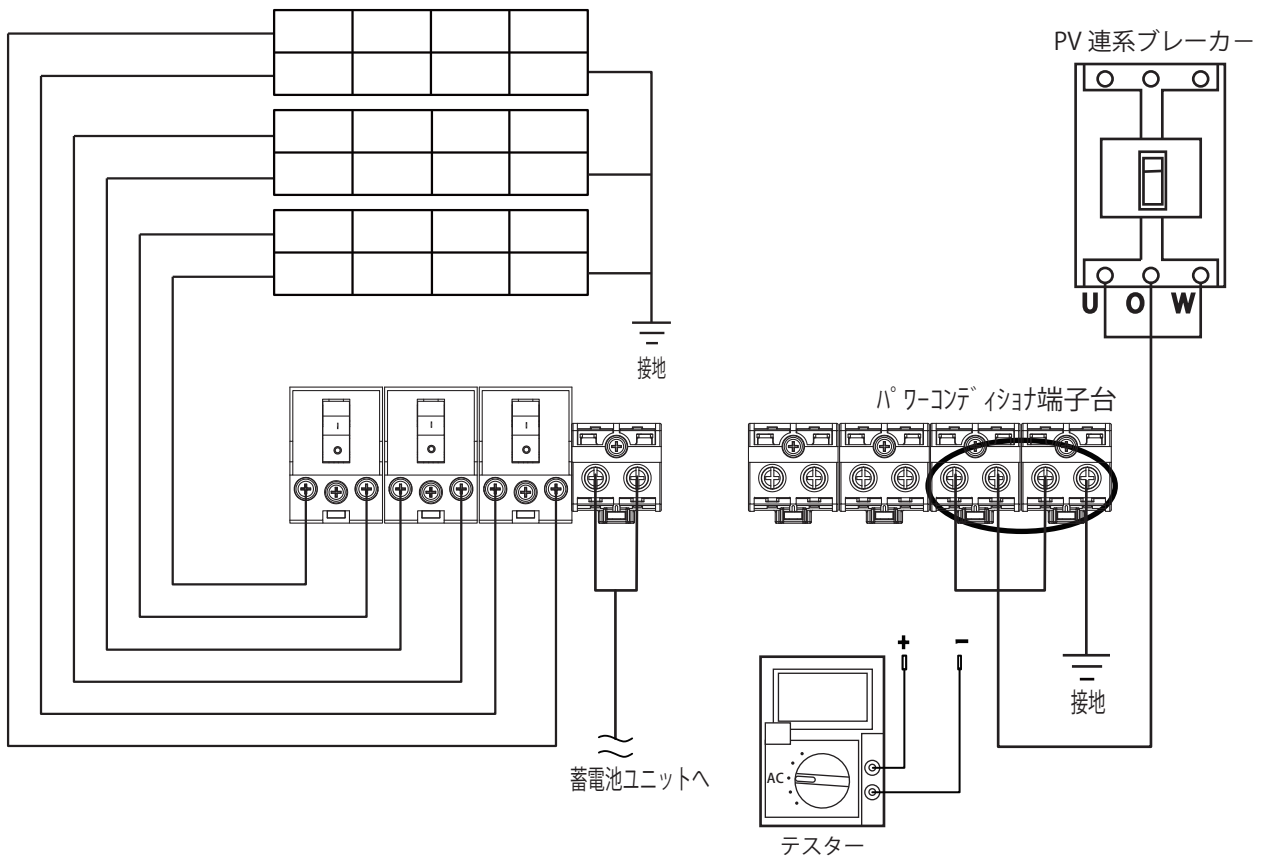 PV 連系ブレーカー
U O W
接地
パワーコンディショナ端子台
+ −
接地
AC
蓄電池ユニットへ
テスター